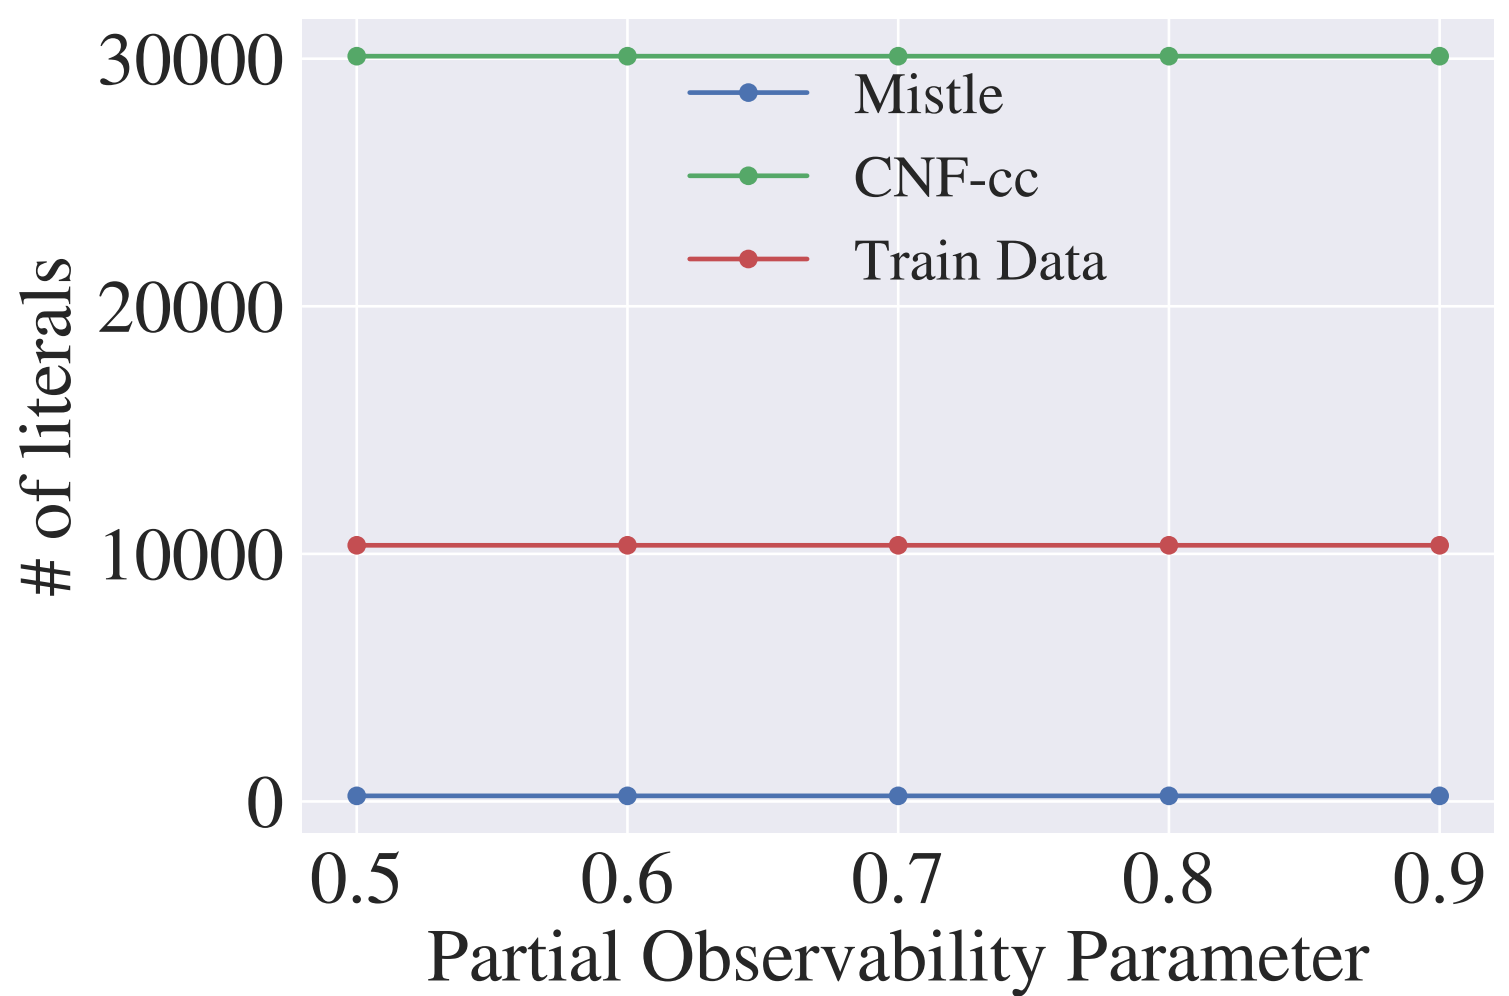 # of literals
30000
20000
10000
0
Mistle
CNF-cc
Train Data
0.5 0.6 0.7 0.8 0.9
Partial Observability Parameter